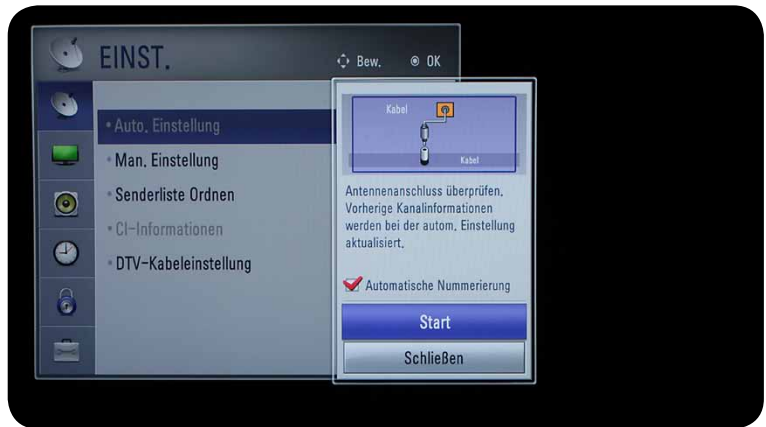 EINST.
Bew. OK
Auto. Einstellung
Man. Einstellung
Senderliste Ordnen
CI-Informationen
DTV-Kabeleinstellung
Kabel
Kabel
Antennenanschluss überprüfen.
Vorherige Kanalinformationen
werden bei der autom. Einstellung
aktualisiert.
Automatische Nummerierung
Start
Schließen